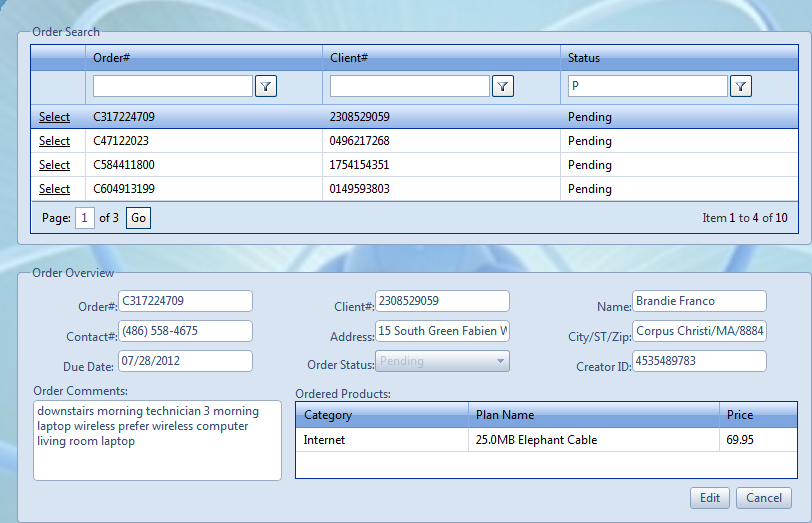 Order Search
Order# Client# Status
P
Select C317224709 2308529059 Pending
Select C47122023 0496217268 Pending
Select C584411800 1754154351 Pending
Select C604913199 0149593803 Pending
Page: 1 of 3 Go Item 1 to 4 of 10
Order Overview
Order#: C317224709 Client#: 2308529059 Name: Brandie Franco
Contact#: (486) 558-4675 Address: 15 South Green Fabien W City/ST/Zip: Corpus Christi/MA/8884
Due Date: 07/28/2012 Order Status: Pending Creator ID: 4535489783
Order Comments:
downstairs morning technician 3 morning
laptop wireless prefer wireless computer
living room laptop
Ordered Products:
Category Plan Name Price
Internet 25.0MB Elephant Cable 69.95
Edit Cancel